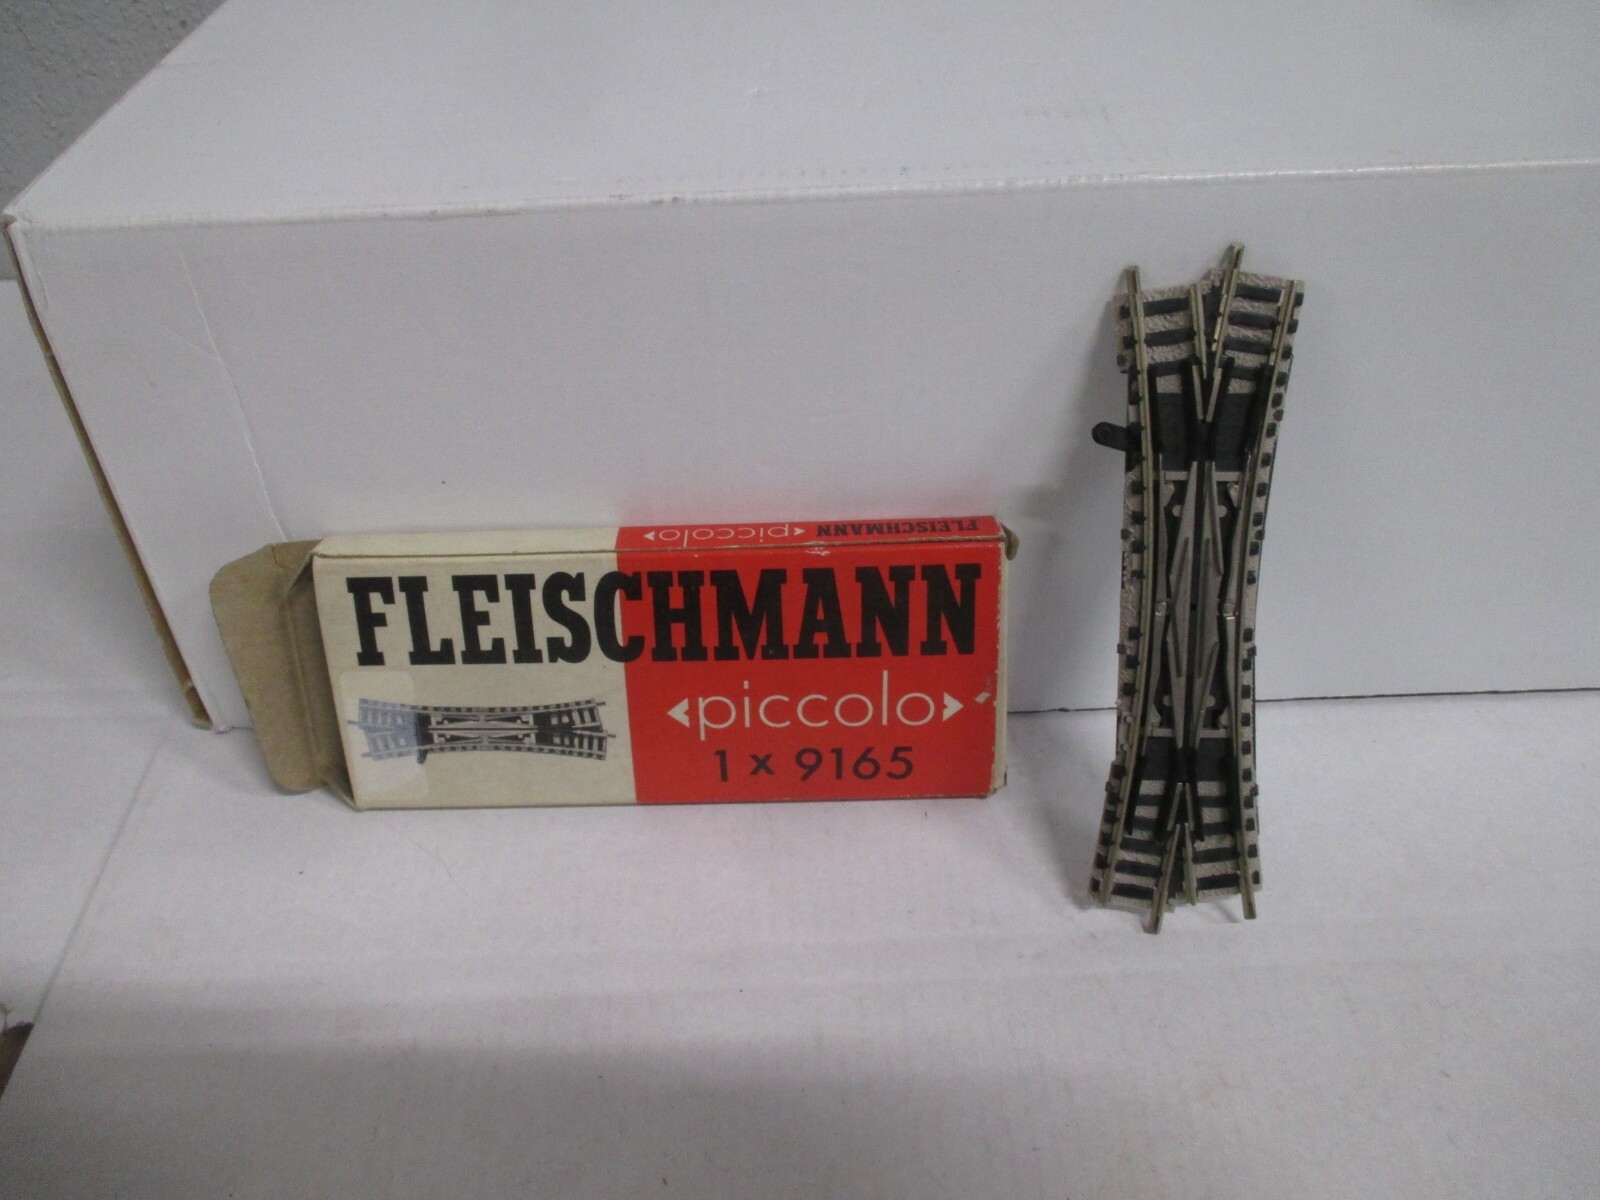 FLEISCHMANN <piccolo>
FLEISCHMANN
<piccolo>
1 x 9165